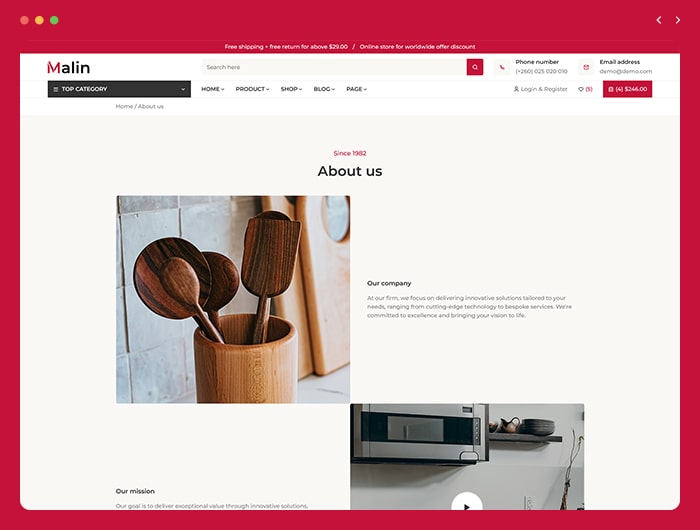 Free shipping + free return for above $29.00 / Online store for worldwide offer discount
Malin
Search here
Phone number
(+260) 025 020 010
Email address
demo@demo.com
TOP CATEGORY
HOME PRODUCT SHOP BLOG PAGE
Login & Register
(5)
(4) $246.00
Home / About us
Since 1982
About us
Our company
At our firm, we focus on delivering innovative solutions tailored to your
needs, ranging from cutting-edge technology to bespoke services. We're
committed to excellence and bringing your vision to life.
Our mission
Our goal is to deliver exceptional value through innovative solutions,